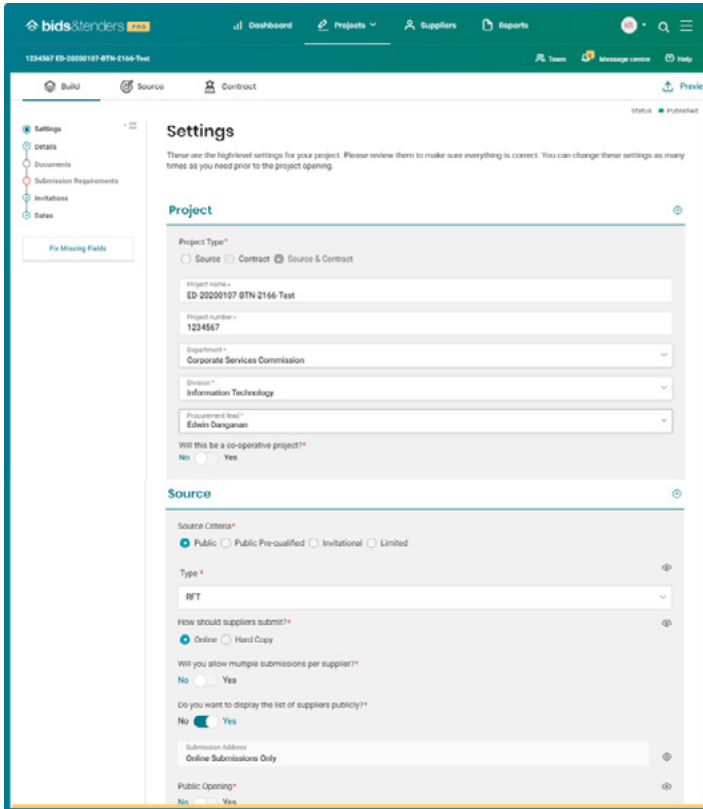 bids&tenders PRO
Dashboard Projects Suppliers Reports
1234567 ED-20200107-BTN-2166-Test
Team Message centre Help
Build Source Contract
Previe
Status Published
Settings
Details
Documents
Submission Requirements
Invitations
Dates
Fix Missing Fields
Settings
These are the high-level settings for your project. Please review them to make sure everything is correct. You can change these settings as many
times as you need prior to the project opening.
Project
Project Type*
Source Contract Source & Contract
Project name *
ED-20200107-BTN-2166-Test
Project number *
1234567
Department *
Corporate Services Commission
Division *
Information Technology
Procurement lead *
Edwin Danganan
Will this be a co-operative project?*
No Yes
Source
Source Criteria*
Public Public Pre-qualified Invitational Limited
Type *
RFT
How should suppliers submit?*
Online Hard Copy
Will you allow multiple submissions per supplier?*
No Yes
Do you want to display the list of suppliers publicly?*
No Yes
Submission Address
Online Submissions Only
Public Opening*
No Yes